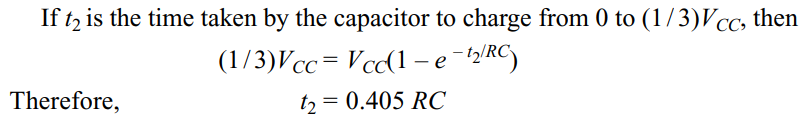 If t₂ is the time taken by the capacitor to charge from 0 to (1/3)V_CC, then
(1/3)V_CC = V_CC(1 – e^(– t₂/RC))
Therefore, t₂ = 0.405 RC